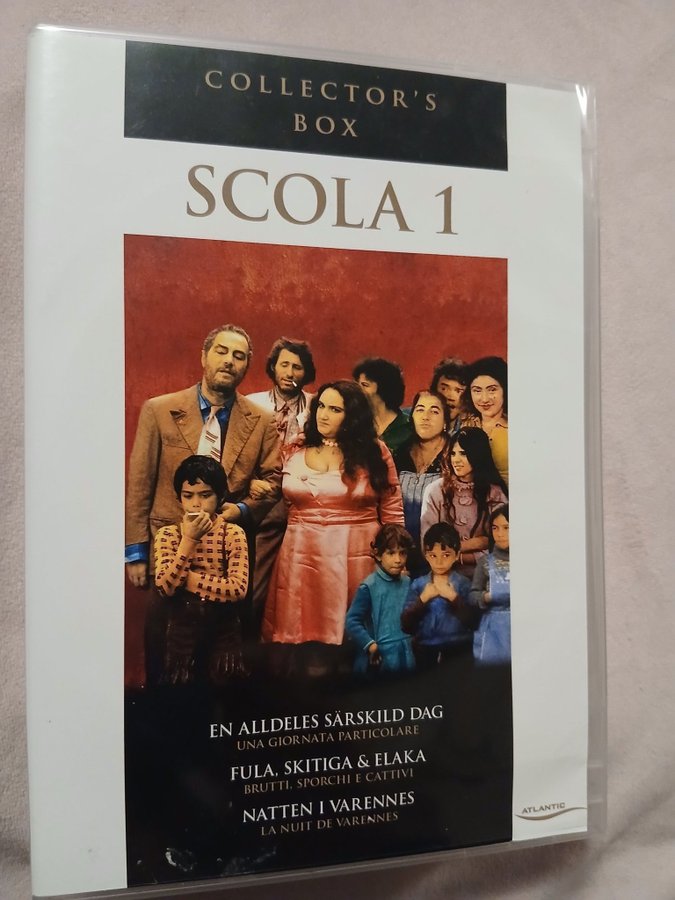 COLLECTOR'S
BOX
SCOLA 1
EN ALLDELES SÄRSKILD DAG
UNA GIORNATA PARTICOLARE
FULA, SKITIGA & ELAKA
BRUTTI, SPORCHI E CATTIVI
NATTEN I VARENNES
LA NUIT DE VARENNES
ATLANTIC